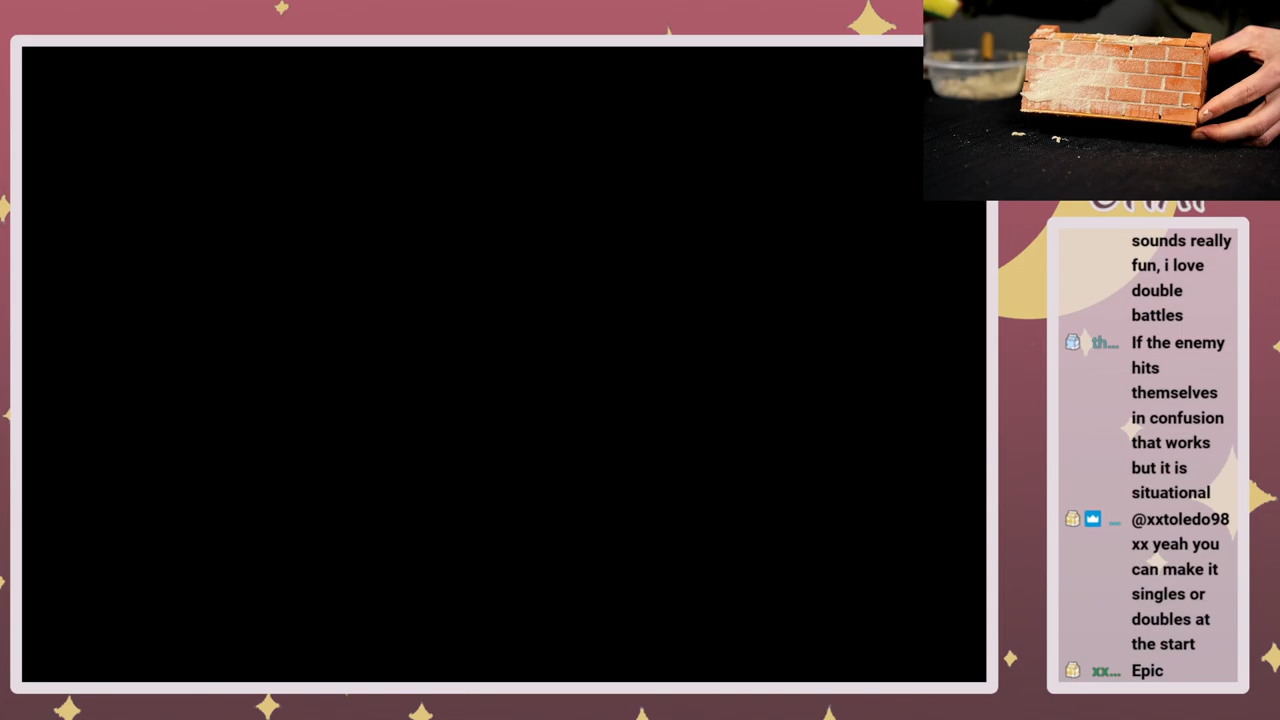 sounds really
fun, i love
double
battles
th... If the enemy
hits
themselves
in confusion
that works
but it is
situational
... @xxtoledo98
xx yeah you
can make it
singles or
doubles at
the start
xx... Epic